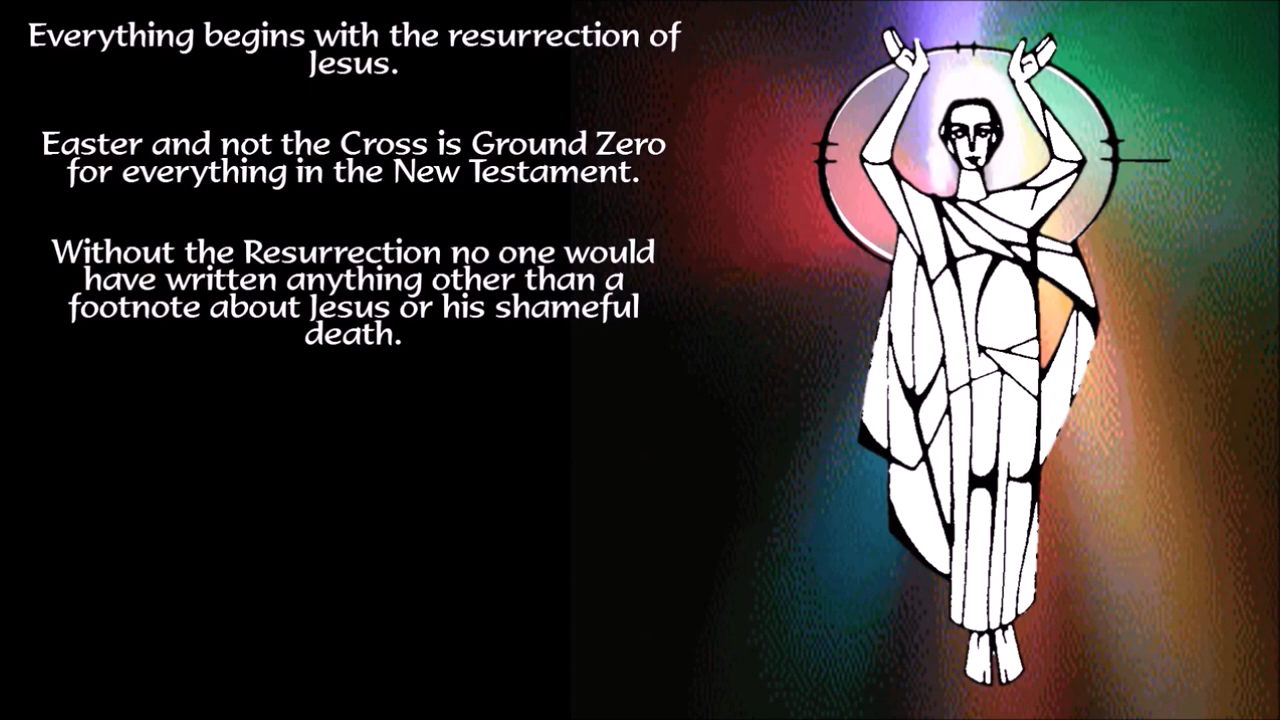 Everything begins with the resurrection of
Jesus.
Easter and not the Cross is Ground Zero
for everything in the New Testament.
Without the Resurrection no one would
have written anything other than a
footnote about Jesus or his shameful
death.